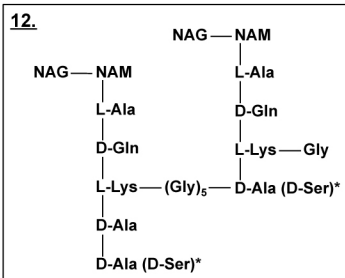 12.
NAG—NAM
L-Ala
NAG—NAM
D-Gln
L-Ala
L-Lys—Gly
D-Gln
L-Lys—(Gly)5—D-Ala (D-Ser)*
D-Ala
D-Ala (D-Ser)*